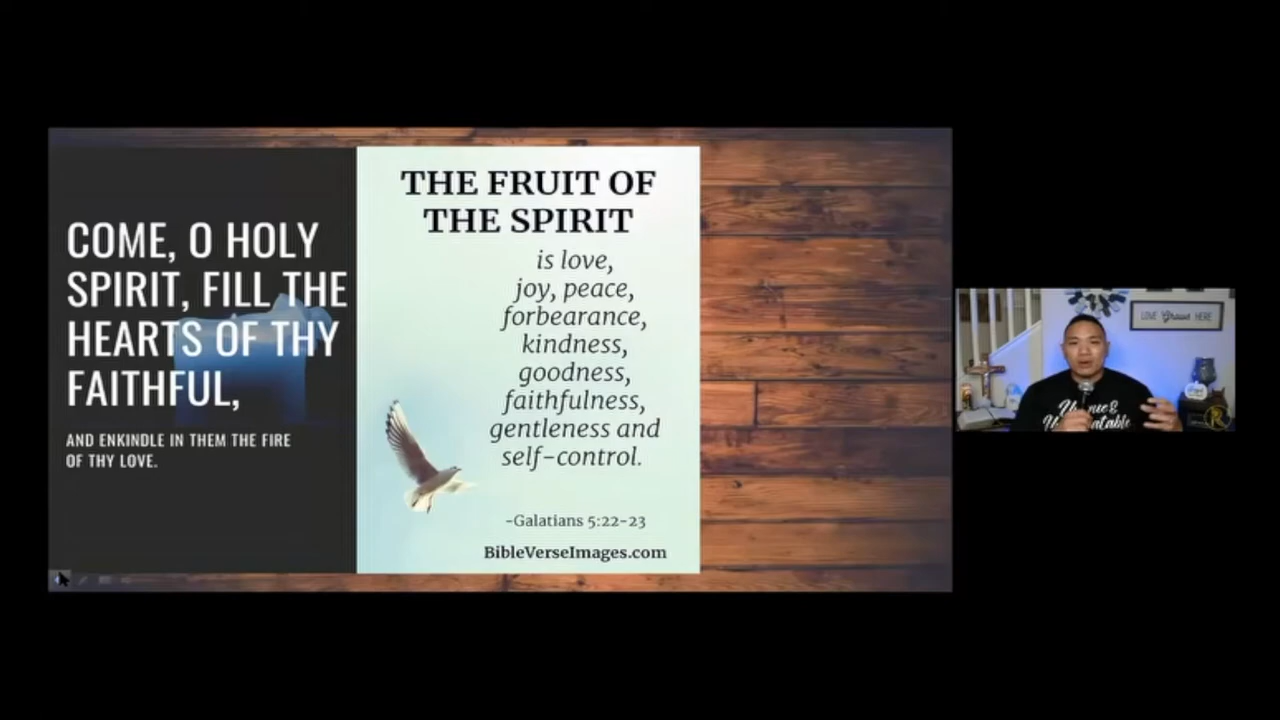 COME, O HOLY
SPIRIT, FILL THE
HEARTS OF THY
FAITHFUL,
AND ENKINDLE IN THEM THE FIRE
OF THY LOVE.
THE FRUIT OF
THE SPIRIT
is love,
joy, peace,
forbearance,
kindness,
goodness,
faithfulness,
gentleness and
self-control.
-Galatians 5:22-23
BibleVerseImages.com
LOVE Grows HERE